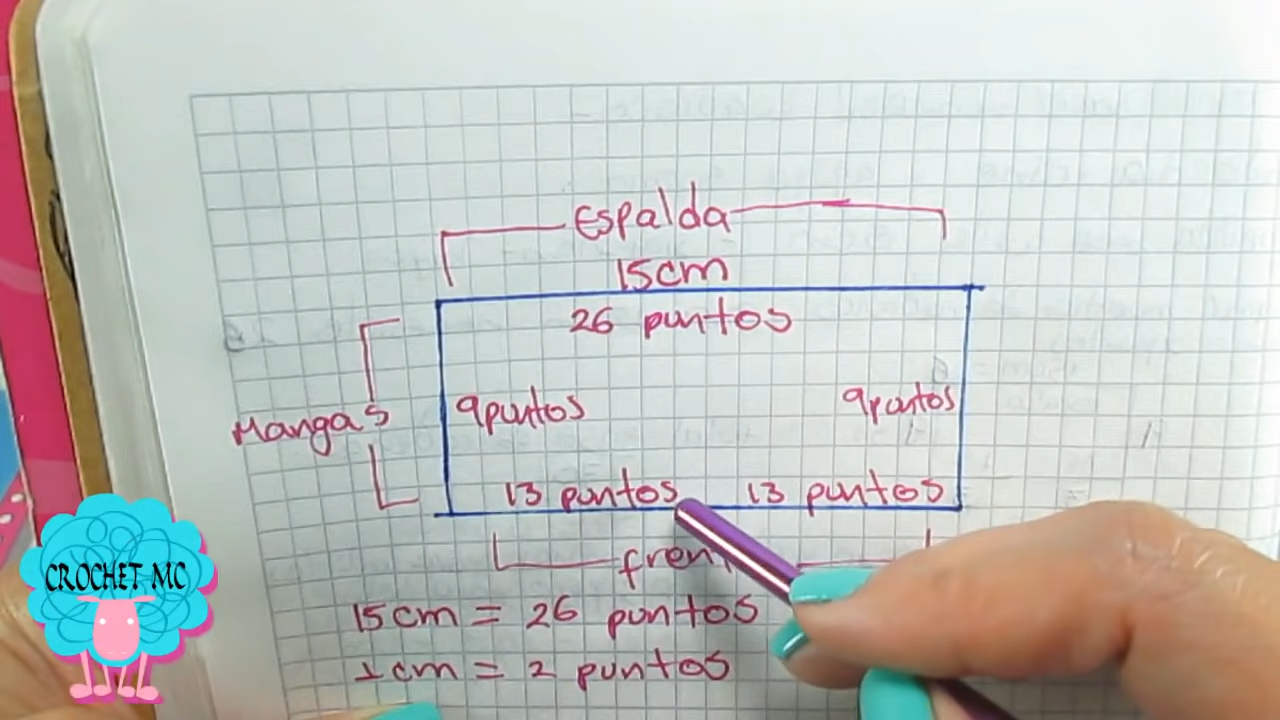 Espalda
15cm
26 puntos
Mangas
9puntos 9puntos
13 puntos 13 puntos
15cm = 26 puntos
1cm = 2 puntos
CROCHET MC